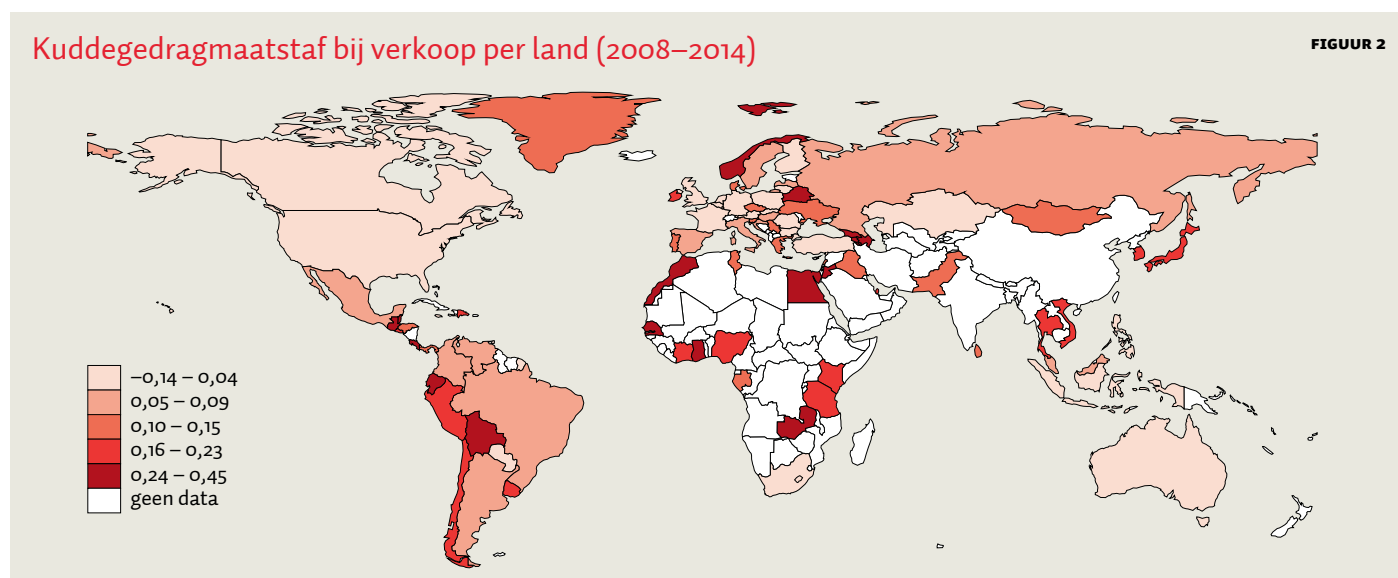 Kuddegedragmaatstaf bij verkoop per land (2008–2014)
FIGUUR 2
–0,14 – 0,04
0,05 – 0,09
0,10 – 0,15
0,16 – 0,23
0,24 – 0,45
geen data